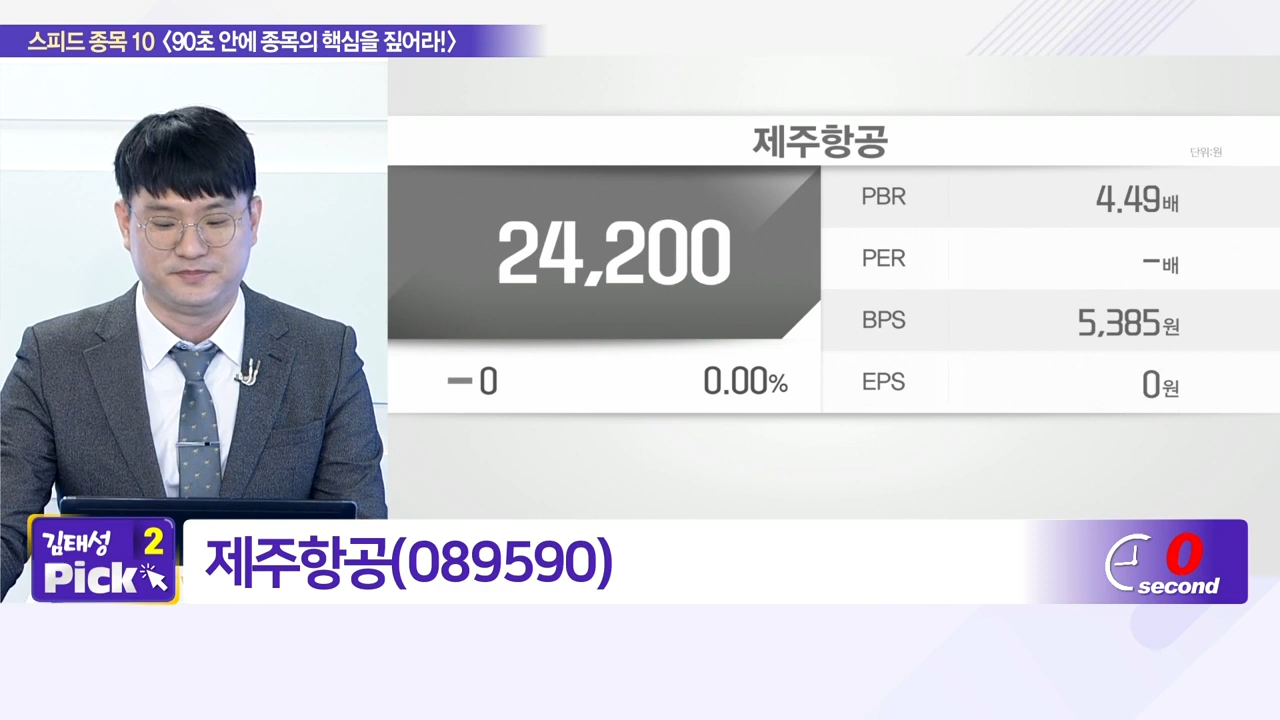 스피드 종목 10 〈90초 안에 종목의 핵심을 짚어라!〉
제주항공
단위:원
24,200
0
0.00%
PBR 4.49배
PER –배
BPS 5,385원
EPS 0원
김태성 2
Pick
제주항공(089590)
0
second